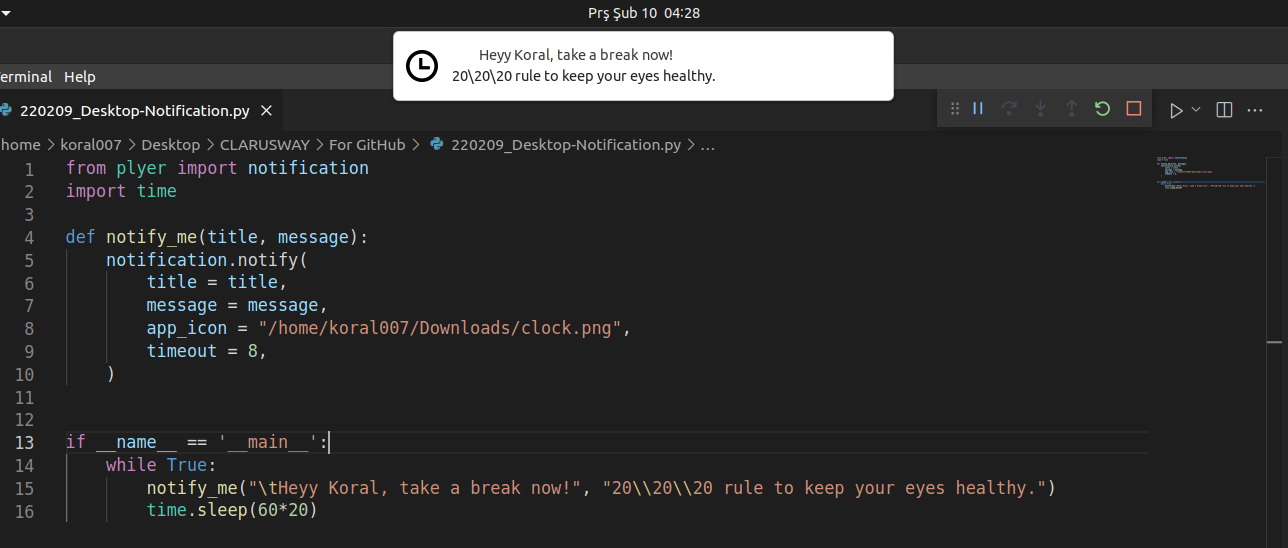 Prş Şub 10 04:28
Heyy Koral, take a break now!
20\20\20 rule to keep your eyes healthy.
erminal Help
220209_Desktop-Notification.py
home > koral007 > Desktop > CLARUSWAY > For GitHub > 220209_Desktop-Notification.py > ...
1 from plyer import notification
2 import time
3
4 def notify_me(title, message):
5     notification.notify(
6         title = title,
7         message = message,
8         app_icon = "/home/koral007/Downloads/clock.png",
9         timeout = 8,
10     )
11
12
13 if __name__ == '__main__':
14     while True:
15         notify_me("\tHeyy Koral, take a break now!", "20\\20\\20 rule to keep your eyes healthy.")
16         time.sleep(60*20)